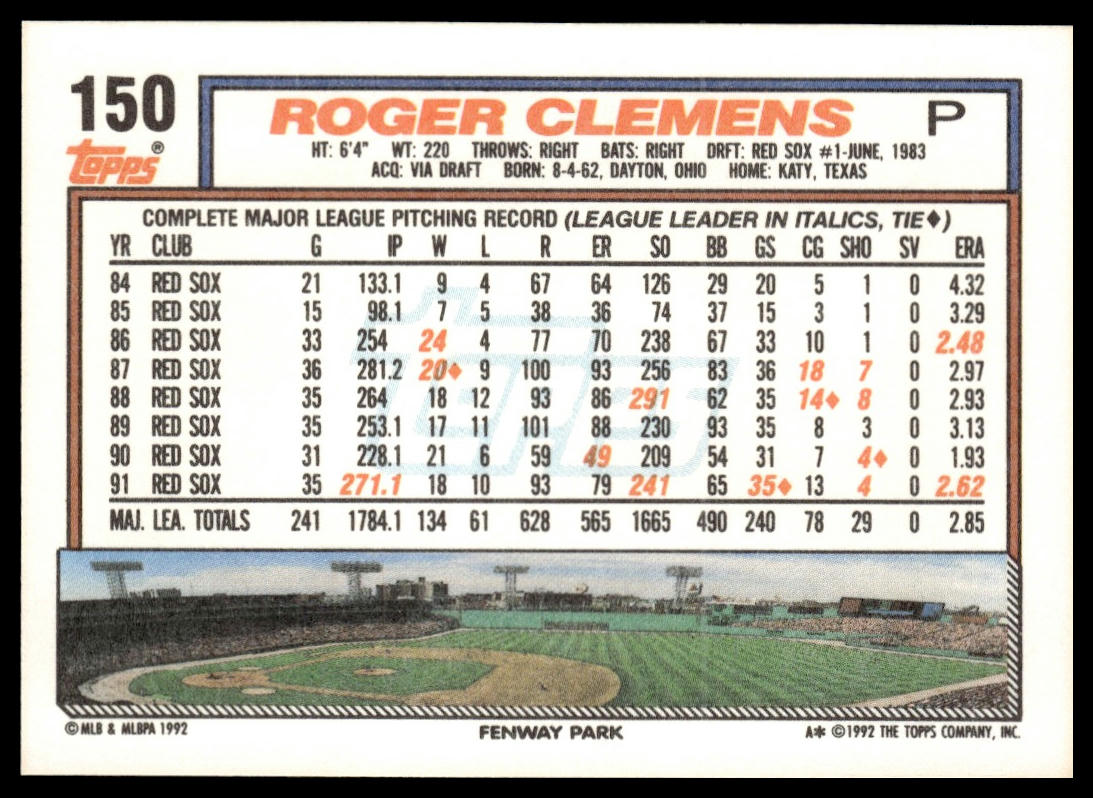 150
ROGER CLEMENS P
Topps®
HT: 6'4" WT: 220 THROWS: RIGHT BATS: RIGHT DRFT: RED SOX #1-JUNE, 1983
ACQ: VIA DRAFT BORN: 8-4-62, DAYTON, OHIO HOME: KATY, TEXAS
COMPLETE MAJOR LEAGUE PITCHING RECORD (LEAGUE LEADER IN ITALICS, TIE♦)
YR CLUB G IP W L R ER SO BB GS CG SHO SV ERA
84 RED SOX 21 133.1 9 4 67 64 126 29 20 5 1 0 4.32
85 RED SOX 15 98.1 7 5 38 36 74 37 15 3 1 0 3.29
86 RED SOX 33 254 24 4 77 70 238 67 33 10 1 0 2.48
87 RED SOX 36 281.2 20♦ 9 100 93 256 83 36 18 7 0 2.97
88 RED SOX 35 264 18 12 93 86 291 62 35 14♦ 8 0 2.93
89 RED SOX 35 253.1 17 11 101 88 230 93 35 8 3 0 3.13
90 RED SOX 31 228.1 21 6 59 49 209 54 31 7 4♦ 0 1.93
91 RED SOX 35 271.1 18 10 93 79 241 65 35♦ 13 4 0 2.62
MAJ. LEA. TOTALS 241 1784.1 134 61 628 565 1665 490 240 78 29 0 2.85
Topps
©MLB & MLBPA 1992 FENWAY PARK A* ©1992 THE TOPPS COMPANY, INC.